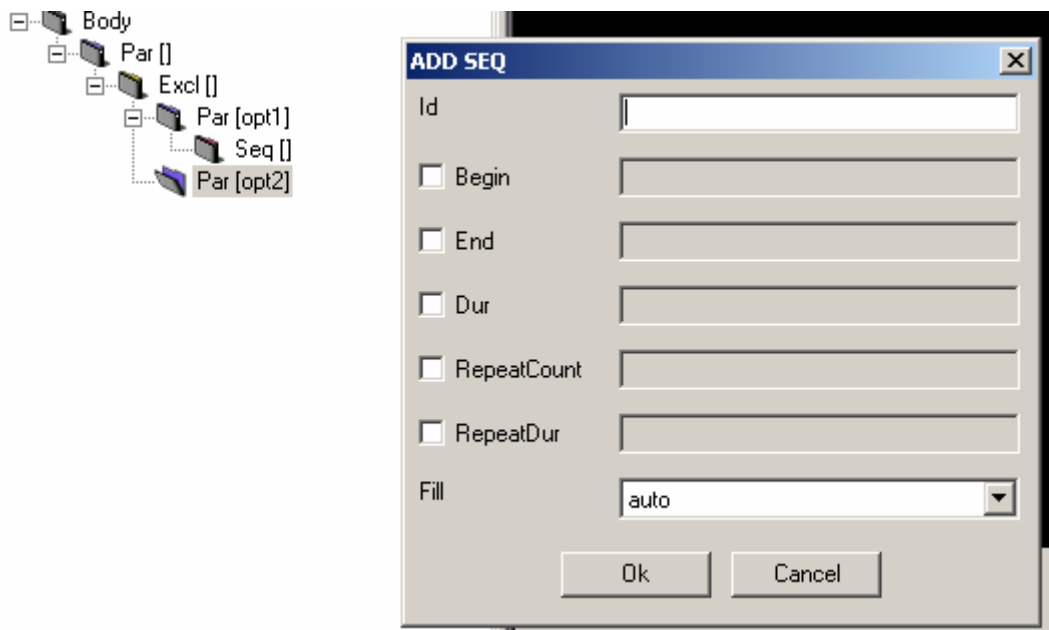 Body
Par []
Excl []
Par [opt1]
Seq []
Par [opt2]
ADD SEQ
Id
Begin
End
Dur
RepeatCount
RepeatDur
Fill
auto
Ok
Cancel